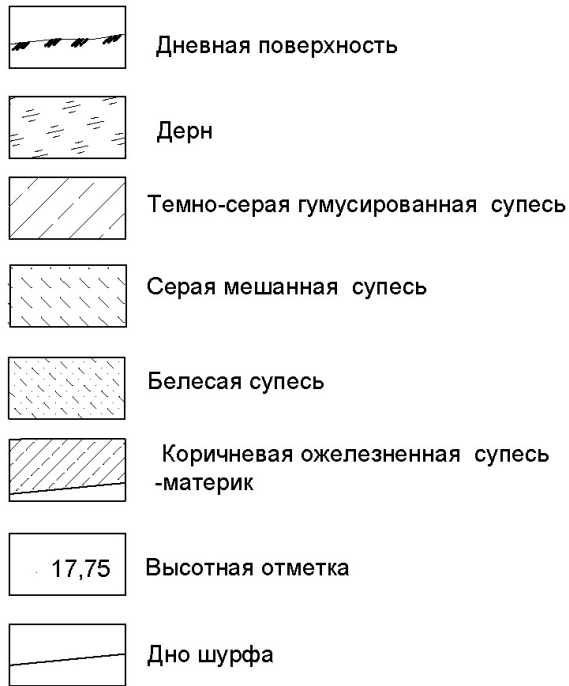 Дневная поверхность
Дерн
Темно-серая гумусированная супесь
Серая мешанная супесь
Белесая супесь
Коричневая ожелезненная супесь
-материк
17,75 Высотная отметка
Дно шурфа